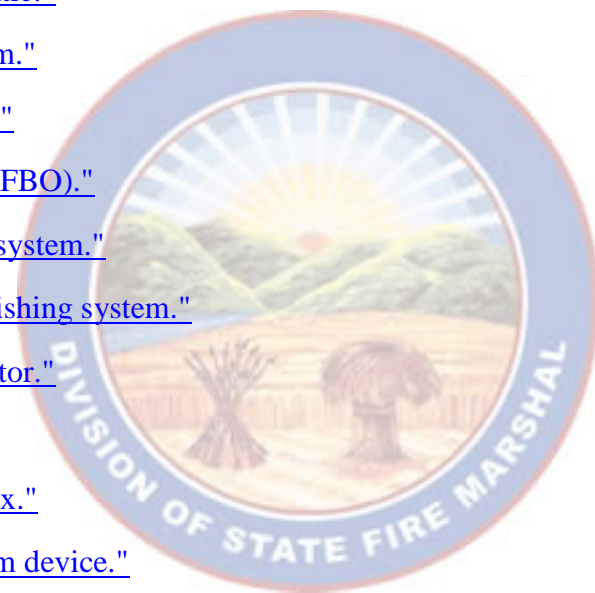 m."
"
FBO)."
system."
ishing system."
tor."
x."
m device."
DIVISION OF STATE FIRE MARSHAL